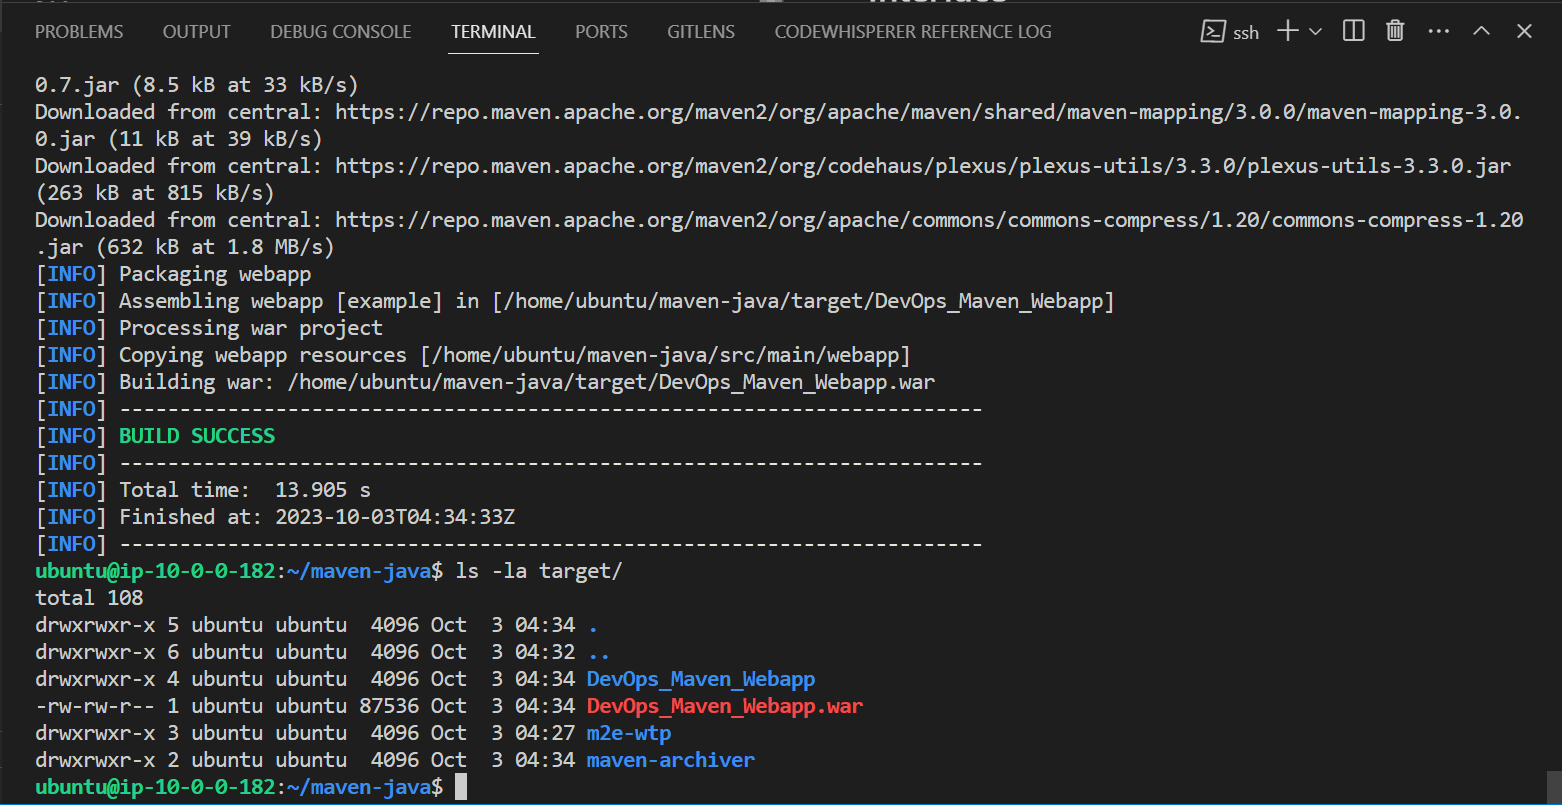 PROBLEMS OUTPUT DEBUG CONSOLE TERMINAL PORTS GITLENS CODEWHISPERER REFERENCE LOG ssh
0.7.jar (8.5 kB at 33 kB/s)
Downloaded from central: https://repo.maven.apache.org/maven2/org/apache/maven/shared/maven-mapping/3.0.0/maven-mapping-3.0.
0.jar (11 kB at 39 kB/s)
Downloaded from central: https://repo.maven.apache.org/maven2/org/codehaus/plexus/plexus-utils/3.3.0/plexus-utils-3.3.0.jar
(263 kB at 815 kB/s)
Downloaded from central: https://repo.maven.apache.org/maven2/org/apache/commons/commons-compress/1.20/commons-compress-1.20
.jar (632 kB at 1.8 MB/s)
[INFO] Packaging webapp
[INFO] Assembling webapp [example] in [/home/ubuntu/maven-java/target/DevOps_Maven_Webapp]
[INFO] Processing war project
[INFO] Copying webapp resources [/home/ubuntu/maven-java/src/main/webapp]
[INFO] Building war: /home/ubuntu/maven-java/target/DevOps_Maven_Webapp.war
[INFO] ------------------------------------------------------------------------
[INFO] BUILD SUCCESS
[INFO] ------------------------------------------------------------------------
[INFO] Total time:  13.905 s
[INFO] Finished at: 2023-10-03T04:34:33Z
[INFO] ------------------------------------------------------------------------
ubuntu@ip-10-0-0-182:~/maven-java$ ls -la target/
total 108
drwxrwxr-x 5 ubuntu ubuntu  4096 Oct  3 04:34 .
drwxrwxr-x 6 ubuntu ubuntu  4096 Oct  3 04:32 ..
drwxrwxr-x 4 ubuntu ubuntu  4096 Oct  3 04:34 DevOps_Maven_Webapp
-rw-rw-r-- 1 ubuntu ubuntu 87536 Oct  3 04:34 DevOps_Maven_Webapp.war
drwxrwxr-x 3 ubuntu ubuntu  4096 Oct  3 04:27 m2e-wtp
drwxrwxr-x 2 ubuntu ubuntu  4096 Oct  3 04:34 maven-archiver
ubuntu@ip-10-0-0-182:~/maven-java$